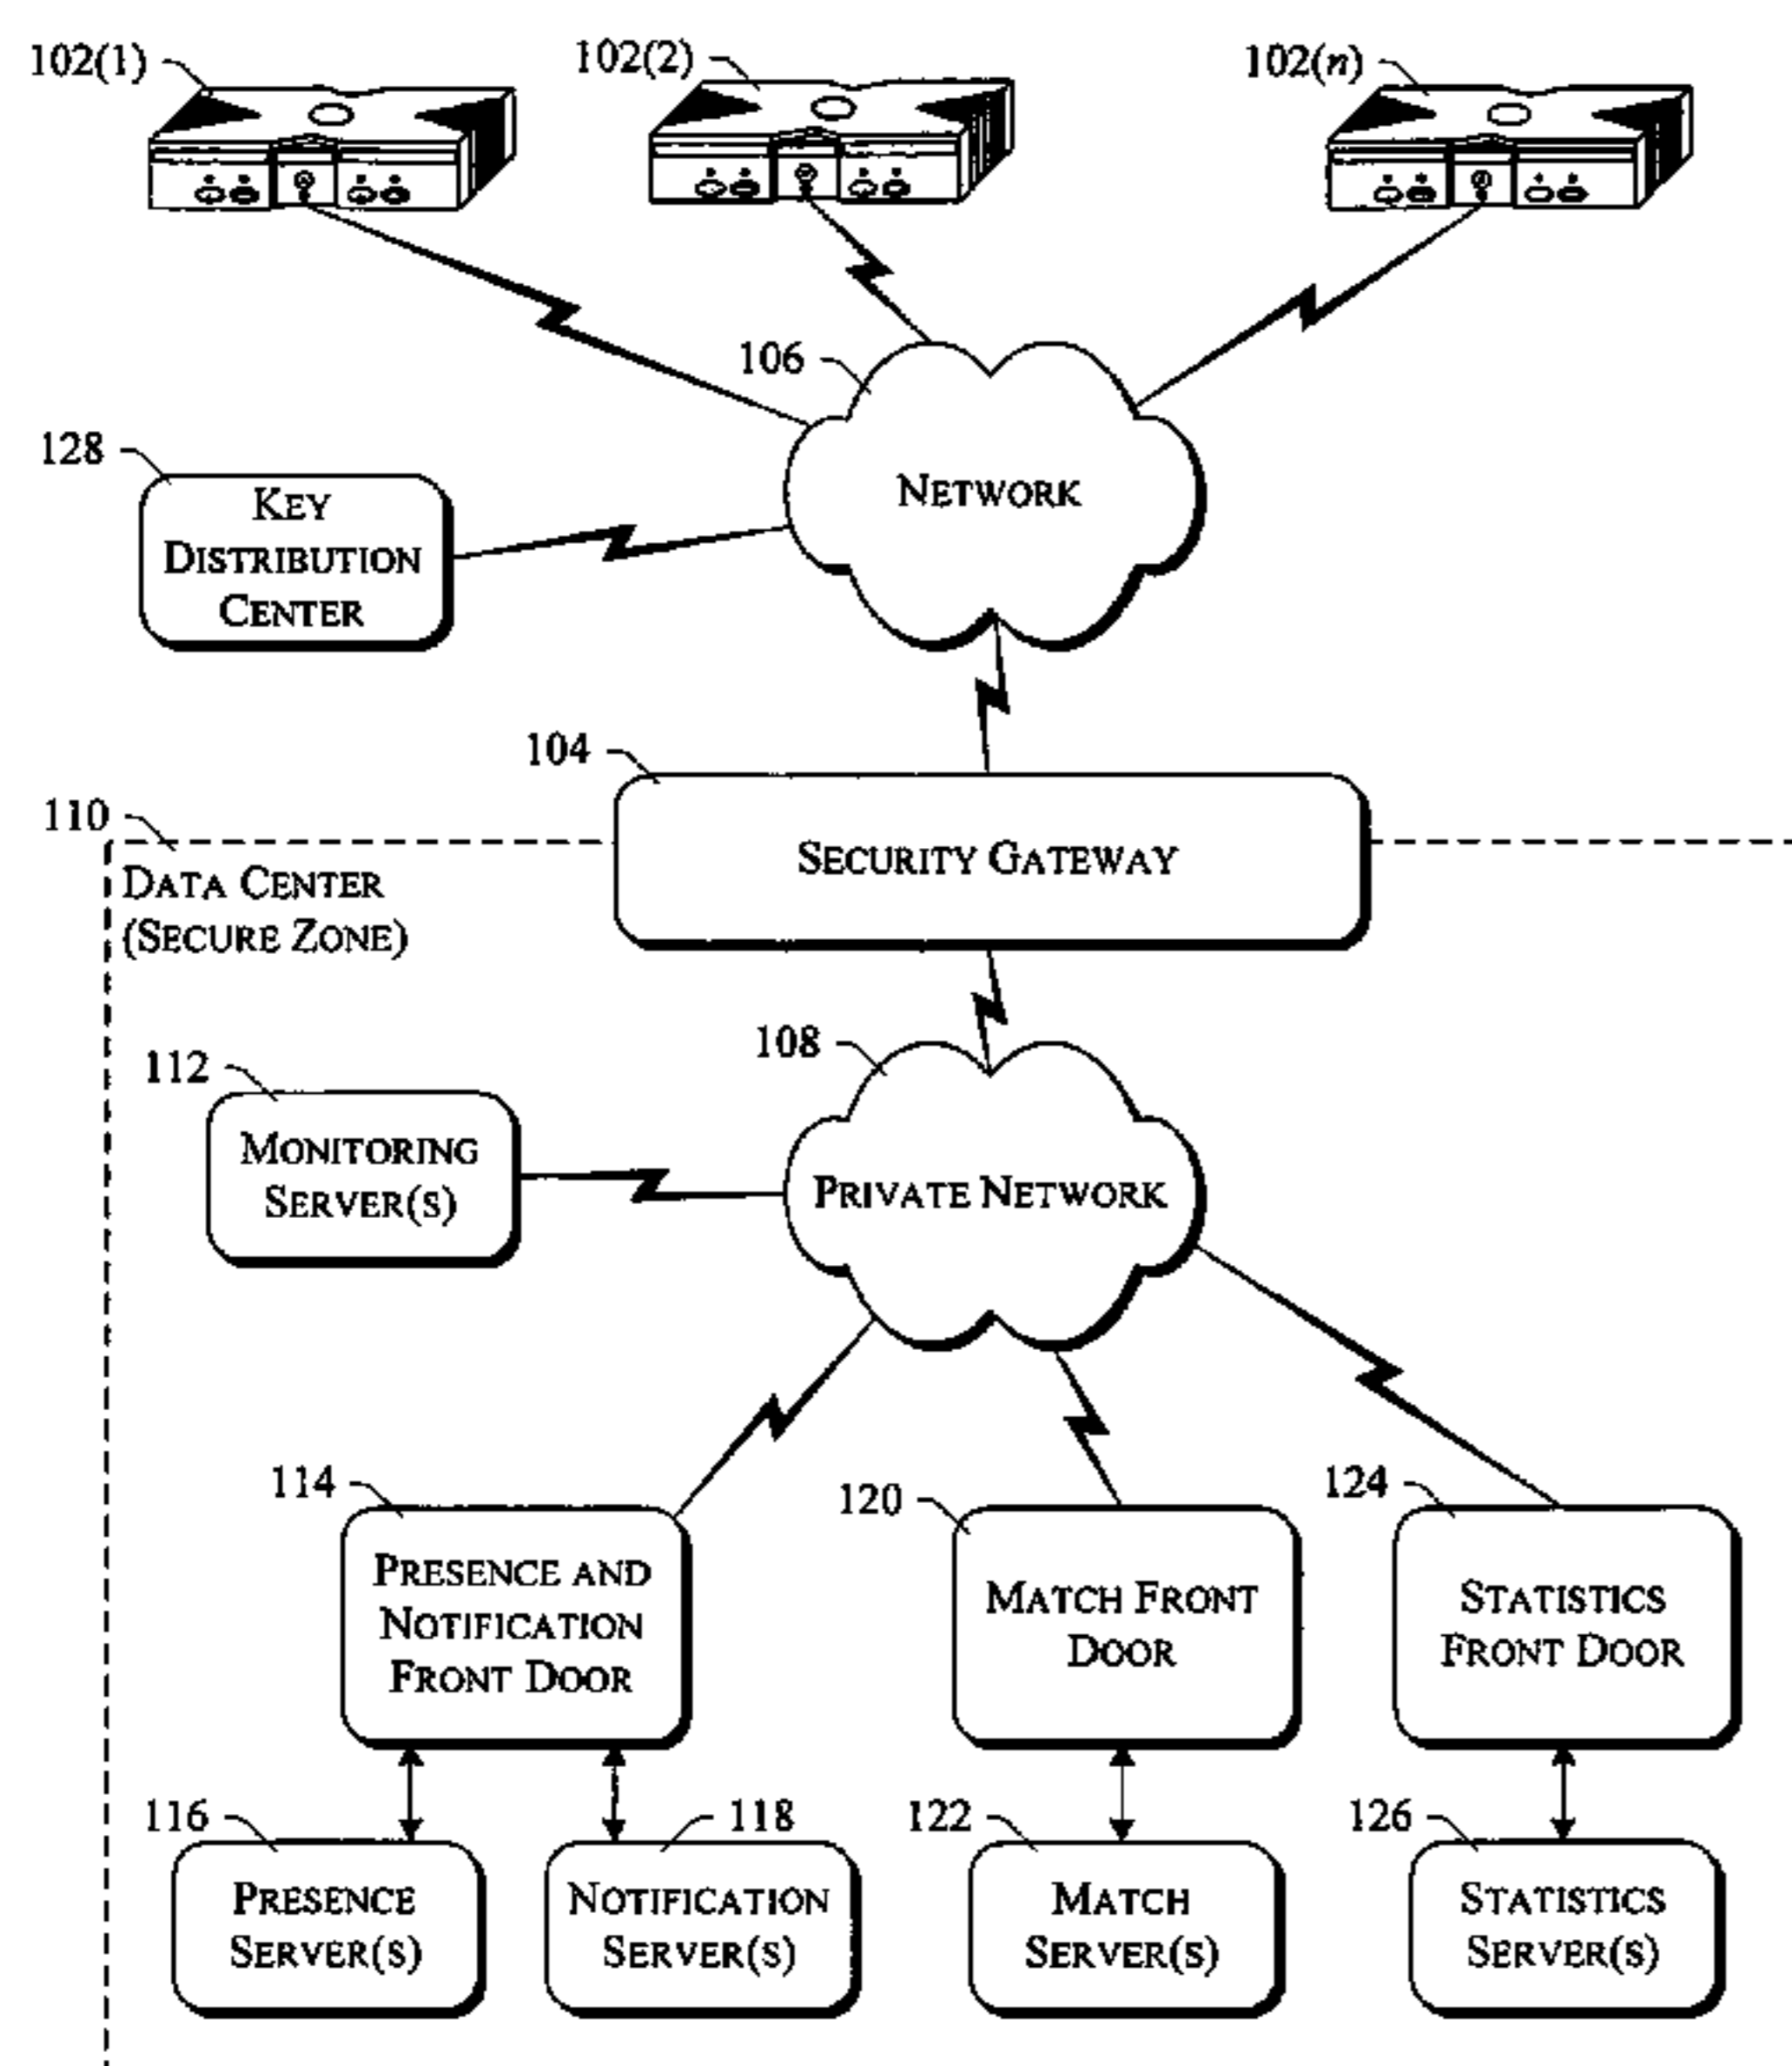 102(1)
102(2)
102(n)
106
NETWORK
128
KEY
DISTRIBUTION
CENTER
104
SECURITY GATEWAY
110
DATA CENTER
(SECURE ZONE)
108
PRIVATE NETWORK
112
MONITORING
SERVER(S)
114
PRESENCE AND
NOTIFICATION
FRONT DOOR
120
MATCH FRONT
DOOR
124
STATISTICS
FRONT DOOR
116
PRESENCE
SERVER(S)
118
NOTIFICATION
SERVER(S)
122
MATCH
SERVER(S)
126
STATISTICS
SERVER(S)